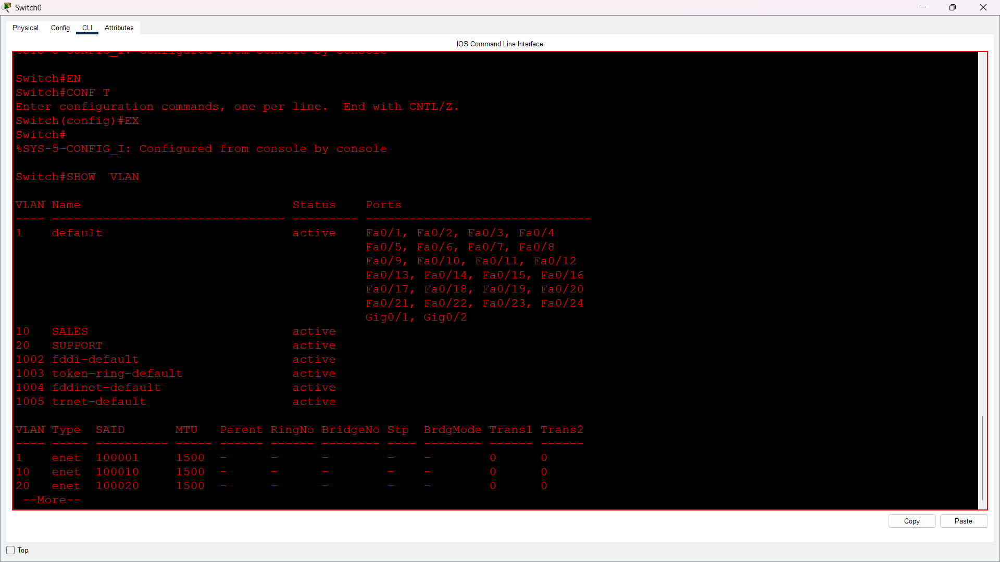 Switch0
Physical Config CLI Attributes
IOS Command Line Interface
%SYS-5-CONFIG_I: Configured from console by console
Switch#EN
Switch#CONF T
Enter configuration commands, one per line.  End with CNTL/Z.
Switch(config)#EX
Switch#
%SYS-5-CONFIG_I: Configured from console by console
Switch#SHOW  VLAN
VLAN Name                             Status    Ports
---- -------------------------------- --------- -------------------------------
1    default                          active    Fa0/1, Fa0/2, Fa0/3, Fa0/4
Fa0/5, Fa0/6, Fa0/7, Fa0/8
Fa0/9, Fa0/10, Fa0/11, Fa0/12
Fa0/13, Fa0/14, Fa0/15, Fa0/16
Fa0/17, Fa0/18, Fa0/19, Fa0/20
Fa0/21, Fa0/22, Fa0/23, Fa0/24
Gig0/1, Gig0/2
10   SALES                            active
20   SUPPORT                          active
1002 fddi-default                     active
1003 token-ring-default               active
1004 fddinet-default                  active
1005 trnet-default                    active
VLAN Type  SAID       MTU   Parent RingNo BridgeNo Stp  BrdgMode Trans1 Trans2
---- ----- ---------- ----- ------ ------ -------- ---- -------- ------ ------
1    enet  100001     1500  -      -      -        -    -        0      0
10   enet  100010     1500  -      -      -        -    -        0      0
20   enet  100020     1500  -      -      -        -    -        0      0
--More--
Copy Paste
Top